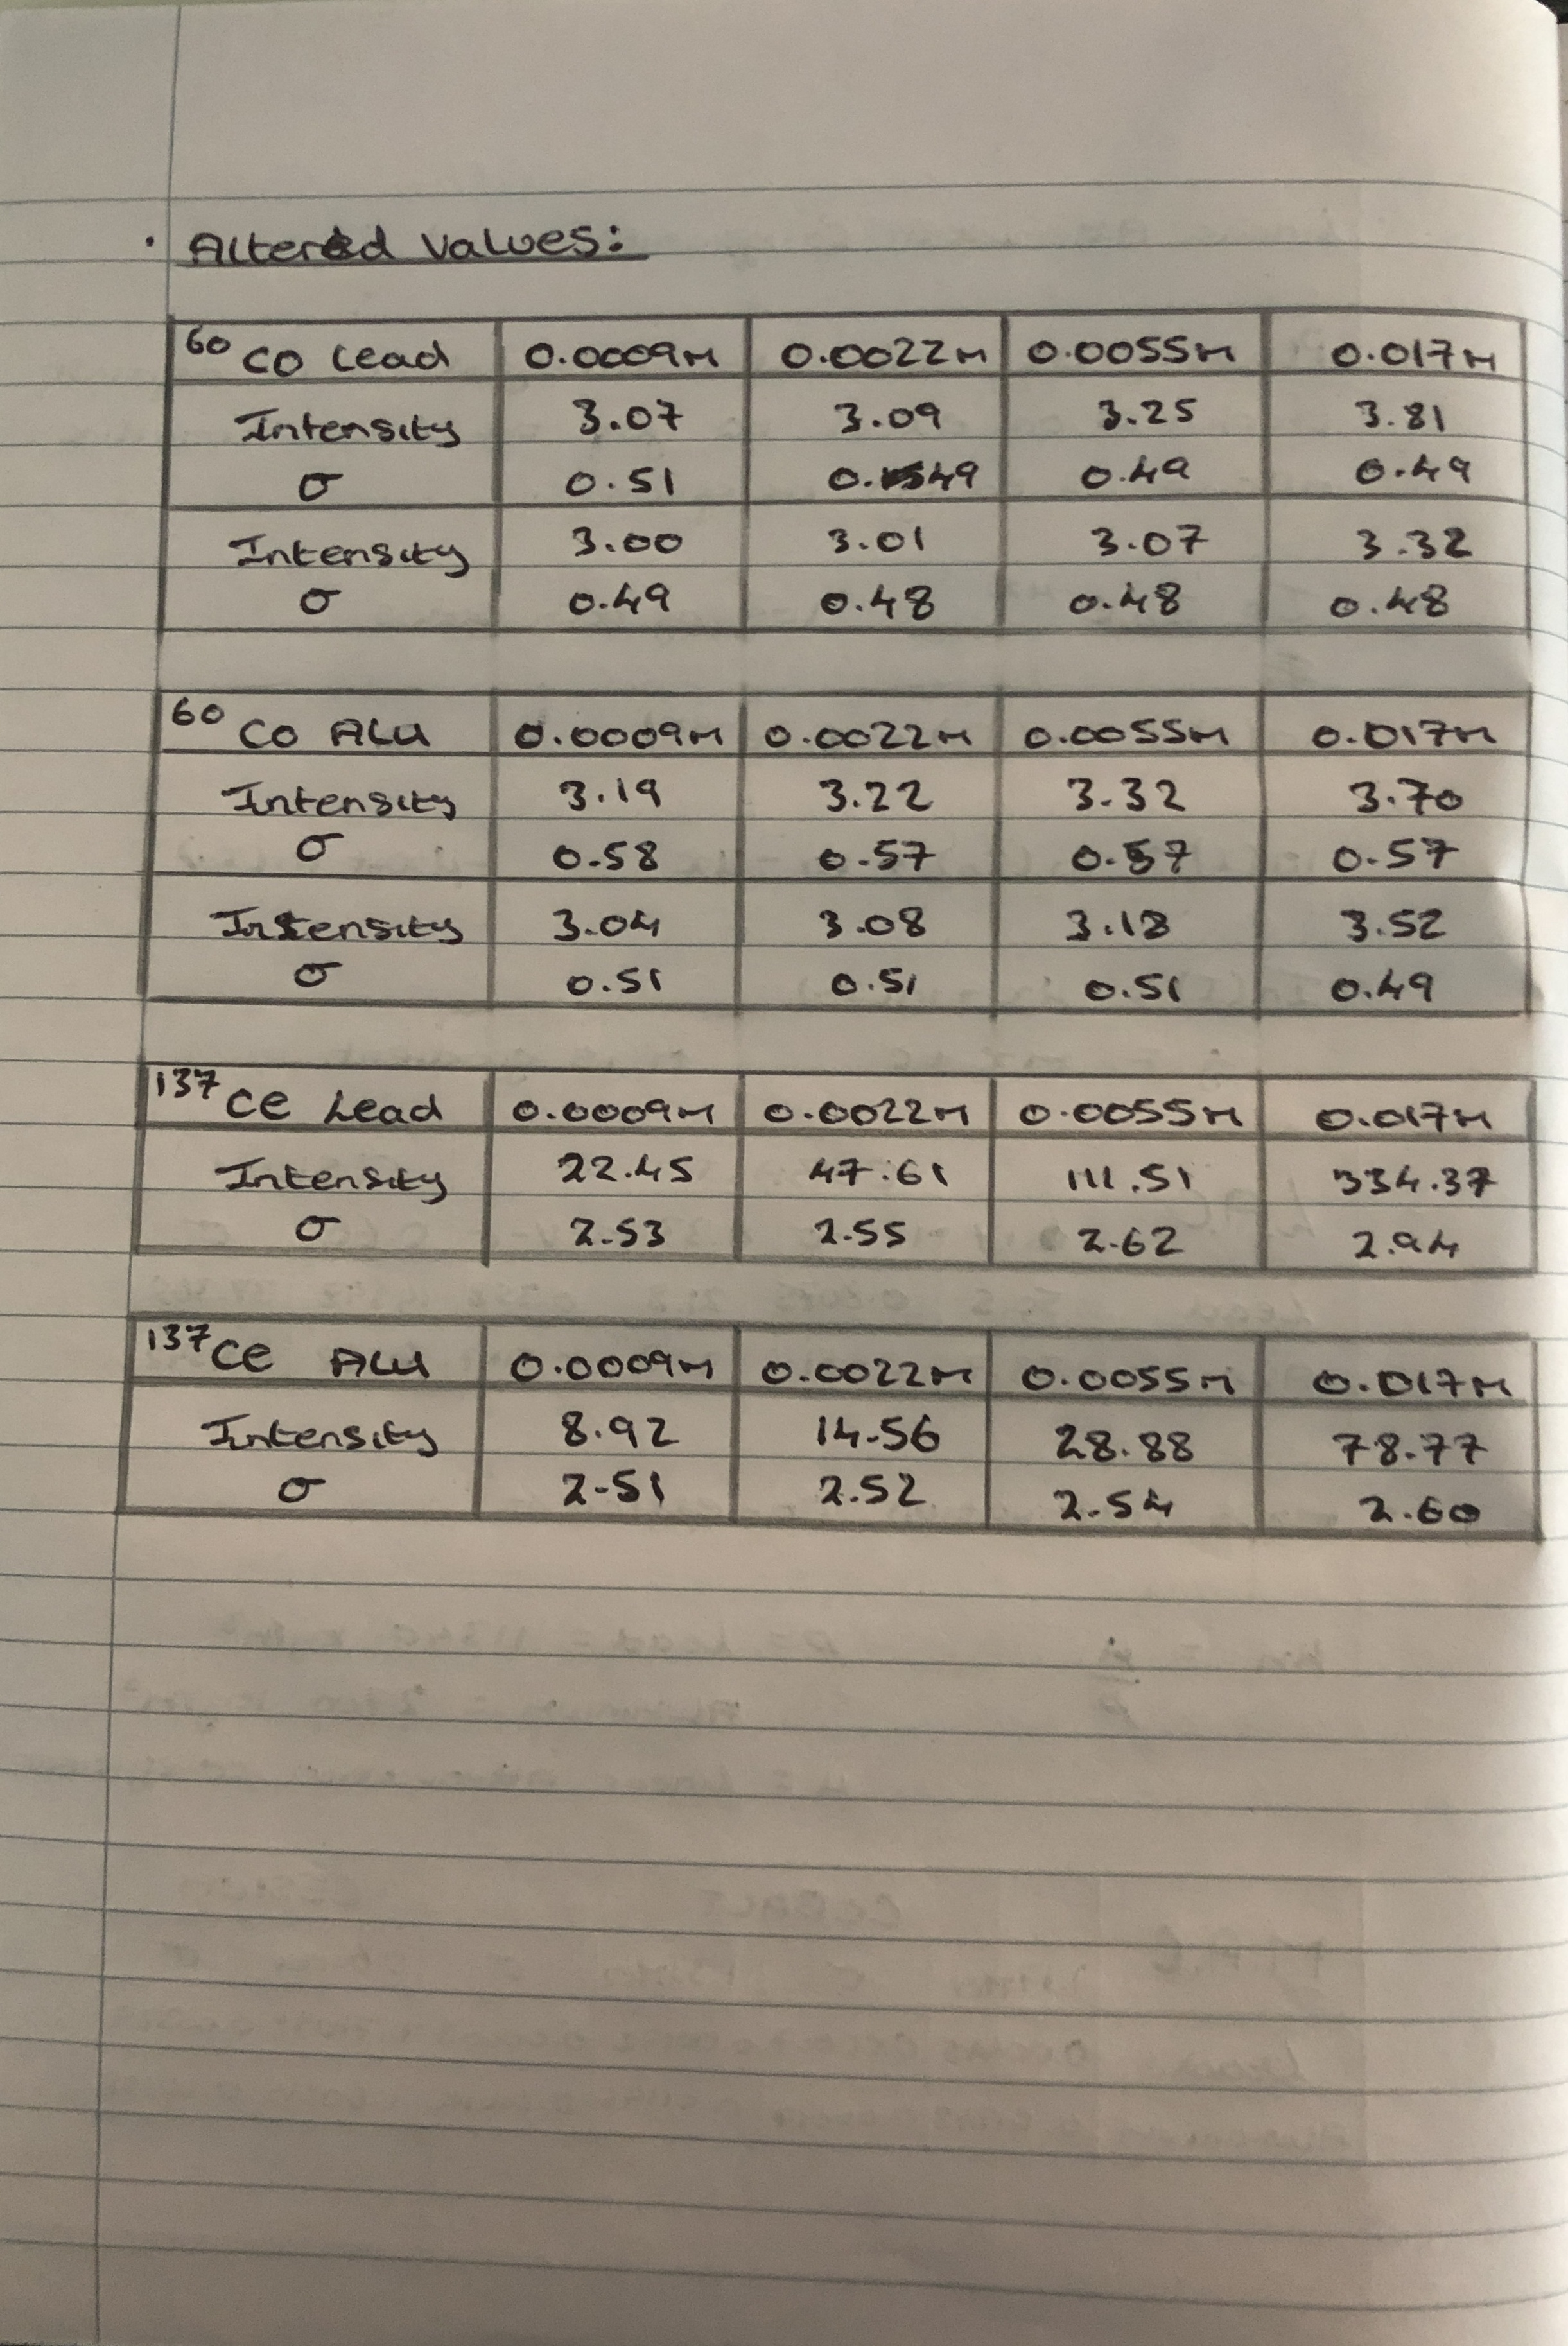 · Altered values:
60 Co Lead 0.0009m 0.0022m 0.0055m 0.017m
Intensity 3.07 3.09 3.25 3.81
σ 0.51 0.49 0.49 0.49
Intensity 3.00 3.01 3.07 3.32
σ 0.49 0.48 0.48 0.48
60 Co Alu 0.0009m 0.0022m 0.0055m 0.017m
Intensity 3.19 3.22 3.32 3.70
σ 0.58 0.57 0.57 0.57
Intensity 3.04 3.08 3.18 3.52
σ 0.51 0.51 0.51 0.49
137 Ce Lead 0.0009m 0.0022m 0.0055m 0.017m
Intensity 22.45 47.61 111.51 334.37
σ 2.53 2.55 2.62 2.94
137 Ce Alu 0.0009m 0.0022m 0.0055m 0.017m
Intensity 8.92 14.56 28.88 78.77
σ 2.51 2.52 2.54 2.60